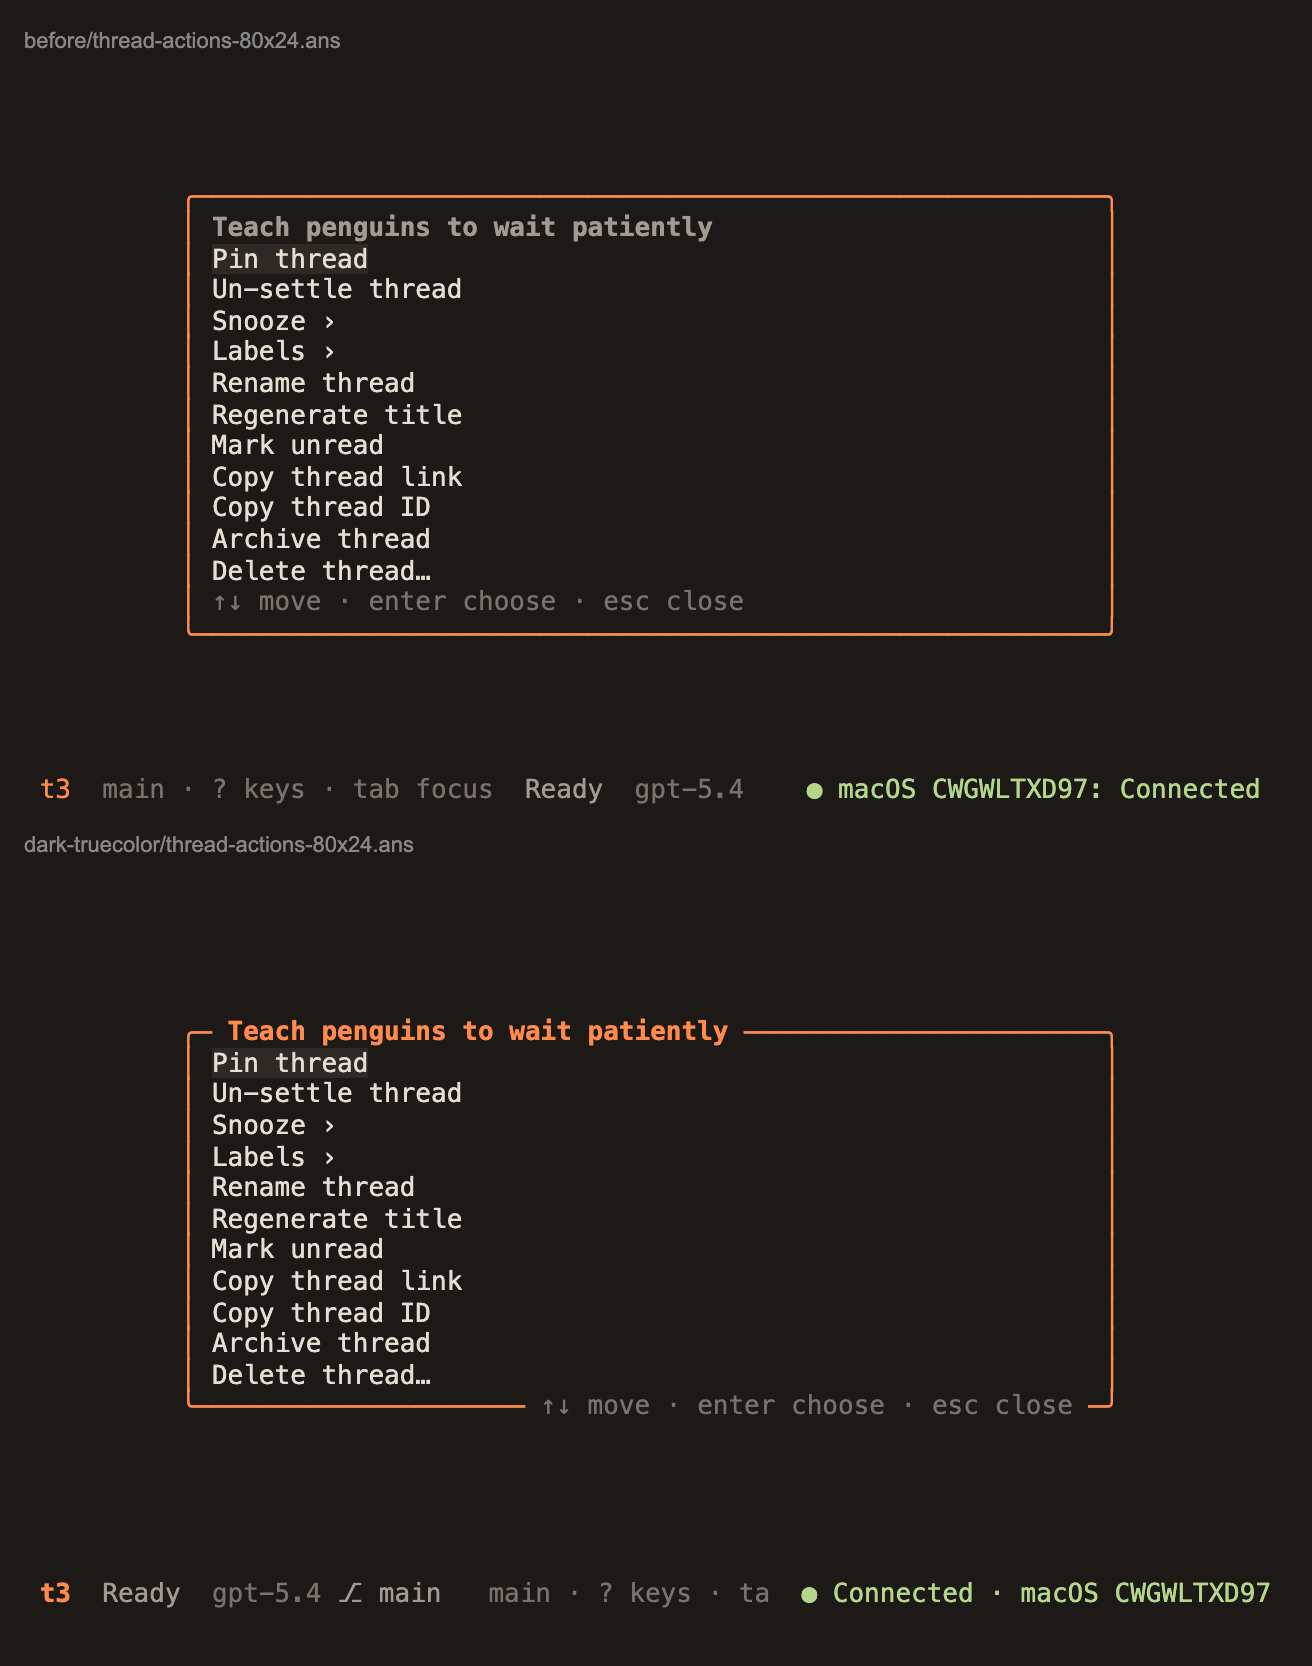 before/thread-actions-80x24.ans
Teach penguins to wait patiently
Pin thread
Un-settle thread
Snooze ›
Labels ›
Rename thread
Regenerate title
Mark unread
Copy thread link
Copy thread ID
Archive thread
Delete thread…
↑↓ move · enter choose · esc close
t3 main · ? keys · tab focus Ready gpt-5.4 ● macOS CWGWLTXD97: Connected
dark-truecolor/thread-actions-80x24.ans
Teach penguins to wait patiently
Pin thread
Un-settle thread
Snooze ›
Labels ›
Rename thread
Regenerate title
Mark unread
Copy thread link
Copy thread ID
Archive thread
Delete thread…
↑↓ move · enter choose · esc close
t3 Ready gpt-5.4 ⎇ main main · ? keys · ta ● Connected · macOS CWGWLTXD97